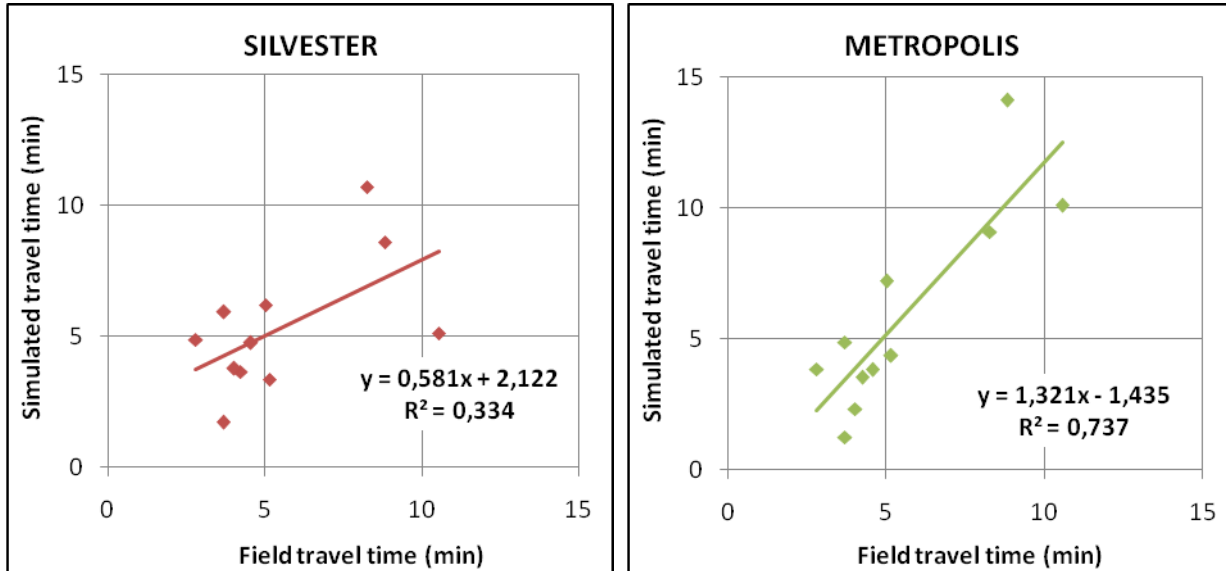 SILVESTER
15
10
5
0
0
5
10
15
Simulated travel time (min)
Field travel time (min)
y = 0,581x + 2,122
R² = 0,334
METROPOLIS
15
10
5
0
0
5
10
15
Simulated travel time (min)
Field travel time (min)
y = 1,321x - 1,435
R² = 0,737